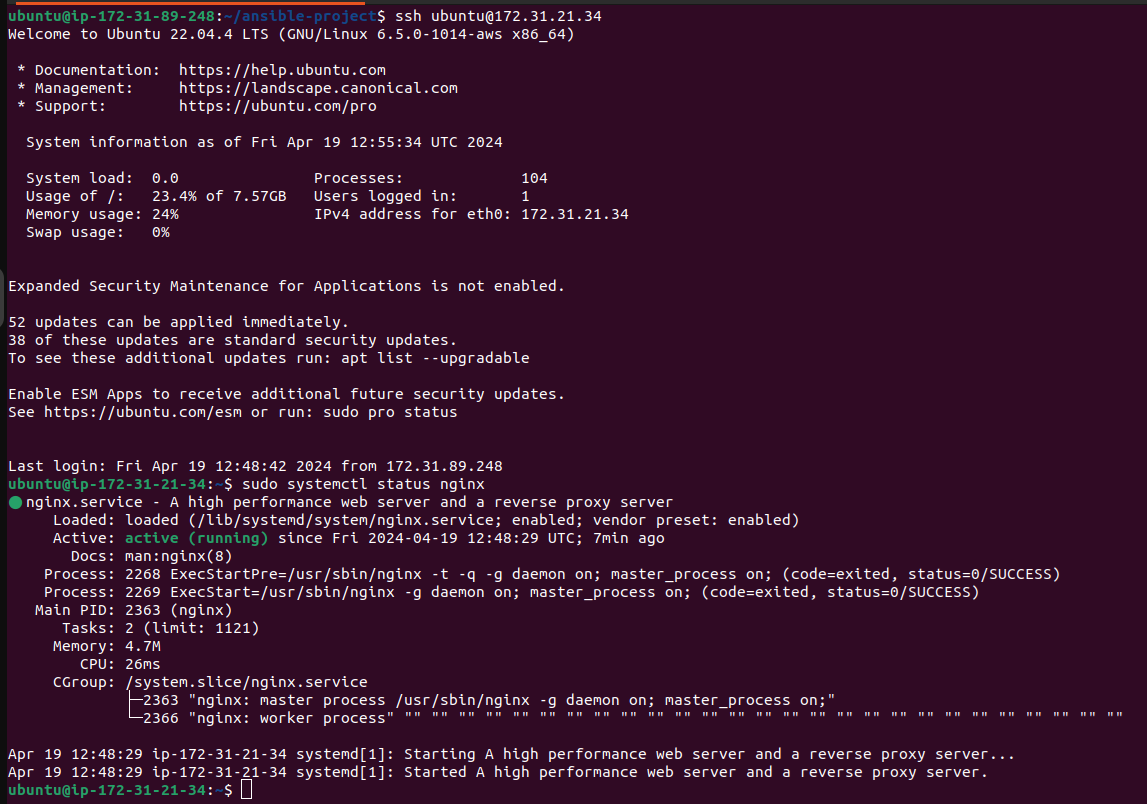 ubuntu@ip-172-31-89-248:~/ansible-project$ ssh ubuntu@172.31.21.34
Welcome to Ubuntu 22.04.4 LTS (GNU/Linux 6.5.0-1014-aws x86_64)

 * Documentation:  https://help.ubuntu.com
 * Management:     https://landscape.canonical.com
 * Support:        https://ubuntu.com/pro

  System information as of Fri Apr 19 12:55:34 UTC 2024

  System load:  0.0               Processes:             104
  Usage of /:   23.4% of 7.57GB   Users logged in:       1
  Memory usage: 24%               IPv4 address for eth0: 172.31.21.34
  Swap usage:   0%


Expanded Security Maintenance for Applications is not enabled.

52 updates can be applied immediately.
38 of these updates are standard security updates.
To see these additional updates run: apt list --upgradable

Enable ESM Apps to receive additional future security updates.
See https://ubuntu.com/esm or run: sudo pro status


Last login: Fri Apr 19 12:48:42 2024 from 172.31.89.248
ubuntu@ip-172-31-21-34:~$ sudo systemctl status nginx
● nginx.service - A high performance web server and a reverse proxy server
     Loaded: loaded (/lib/systemd/system/nginx.service; enabled; vendor preset: enabled)
     Active: active (running) since Fri 2024-04-19 12:48:29 UTC; 7min ago
       Docs: man:nginx(8)
    Process: 2268 ExecStartPre=/usr/sbin/nginx -t -q -g daemon on; master_process on; (code=exited, status=0/SUCCESS)
    Process: 2269 ExecStart=/usr/sbin/nginx -g daemon on; master_process on; (code=exited, status=0/SUCCESS)
   Main PID: 2363 (nginx)
      Tasks: 2 (limit: 1121)
     Memory: 4.7M
        CPU: 26ms
     CGroup: /system.slice/nginx.service
             ├─2363 "nginx: master process /usr/sbin/nginx -g daemon on; master_process on;"
             └─2366 "nginx: worker process" "" "" "" "" "" "" "" "" "" "" "" "" "" "" "" "" "" "" "" "" "" "" "" "" "" "" ""

Apr 19 12:48:29 ip-172-31-21-34 systemd[1]: Starting A high performance web server and a reverse proxy server...
Apr 19 12:48:29 ip-172-31-21-34 systemd[1]: Started A high performance web server and a reverse proxy server.
ubuntu@ip-172-31-21-34:~$